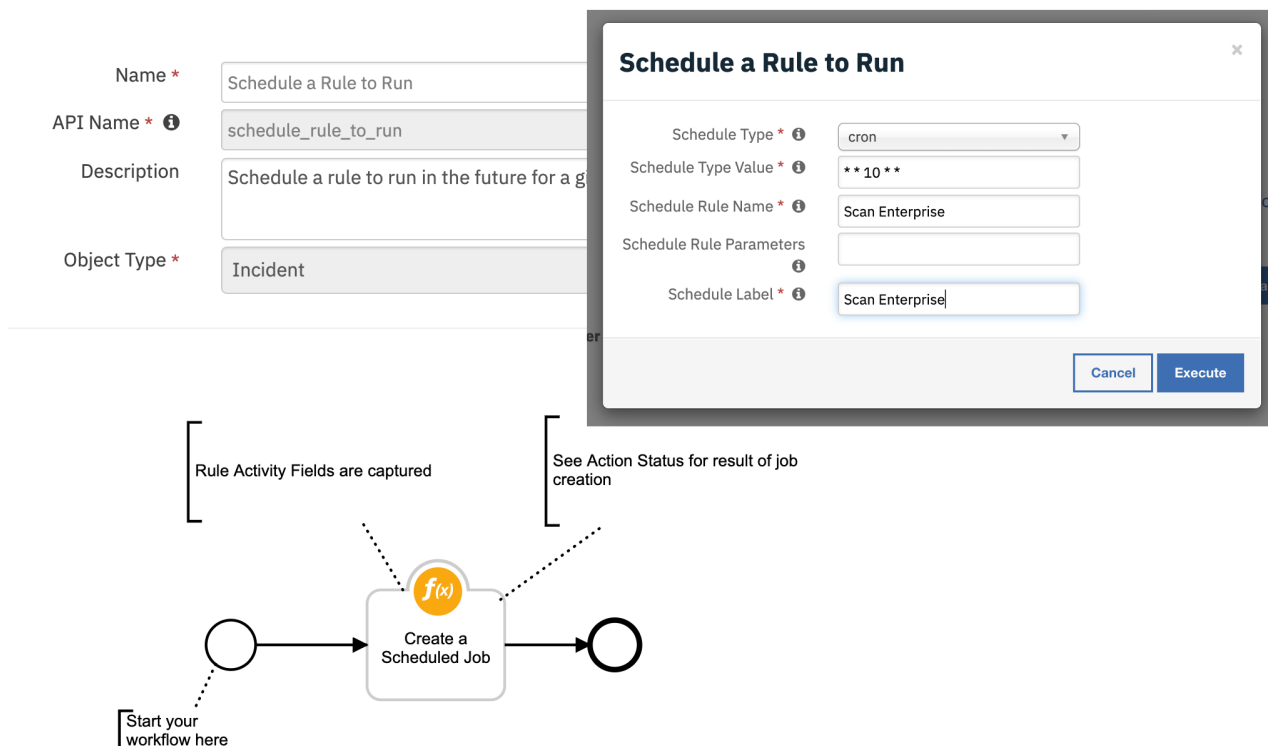 Name *
Schedule a Rule to Run
API Name *
schedule_rule_to_run
Description
Schedule a rule to run in the future for a gi
Object Type *
Incident
er
Schedule a Rule to Run
×
Schedule Type *
cron
Schedule Type Value *
* * 10 * *
Schedule Rule Name *
Scan Enterprise
Schedule Rule Parameters
Schedule Label *
Scan Enterprise
Cancel
Execute
Rule Activity Fields are captured
See Action Status for result of job
creation
f(x)
Create a
Scheduled Job
Start your
workflow here